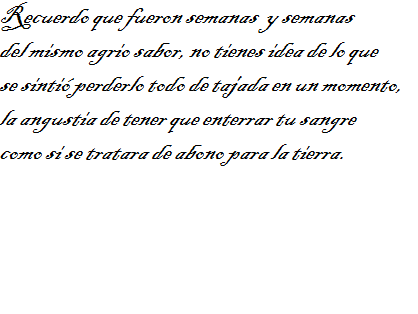 Recuerdo que fueron semanas y semanas
del mismo agrio sabor, no tienes idea de lo que
se sintió perderlo todo de tajada en un momento,
la angustia de tener que enterrar tu sangre
como si se tratara de abono para la tierra.